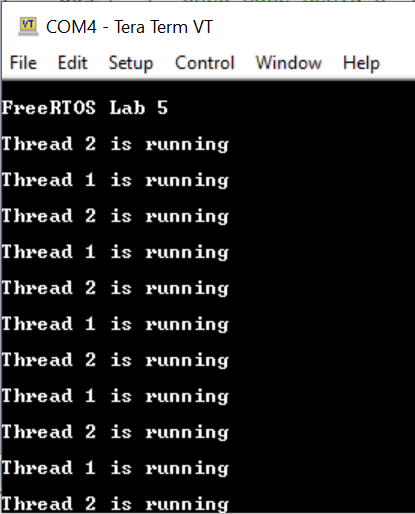 VT
COM4 - Tera Term VT
File Edit Setup Control Window Help
FreeRTOS Lab 5
Thread 2 is running
Thread 1 is running
Thread 2 is running
Thread 1 is running
Thread 2 is running
Thread 1 is running
Thread 2 is running
Thread 1 is running
Thread 2 is running
Thread 1 is running
Thread 2 is running